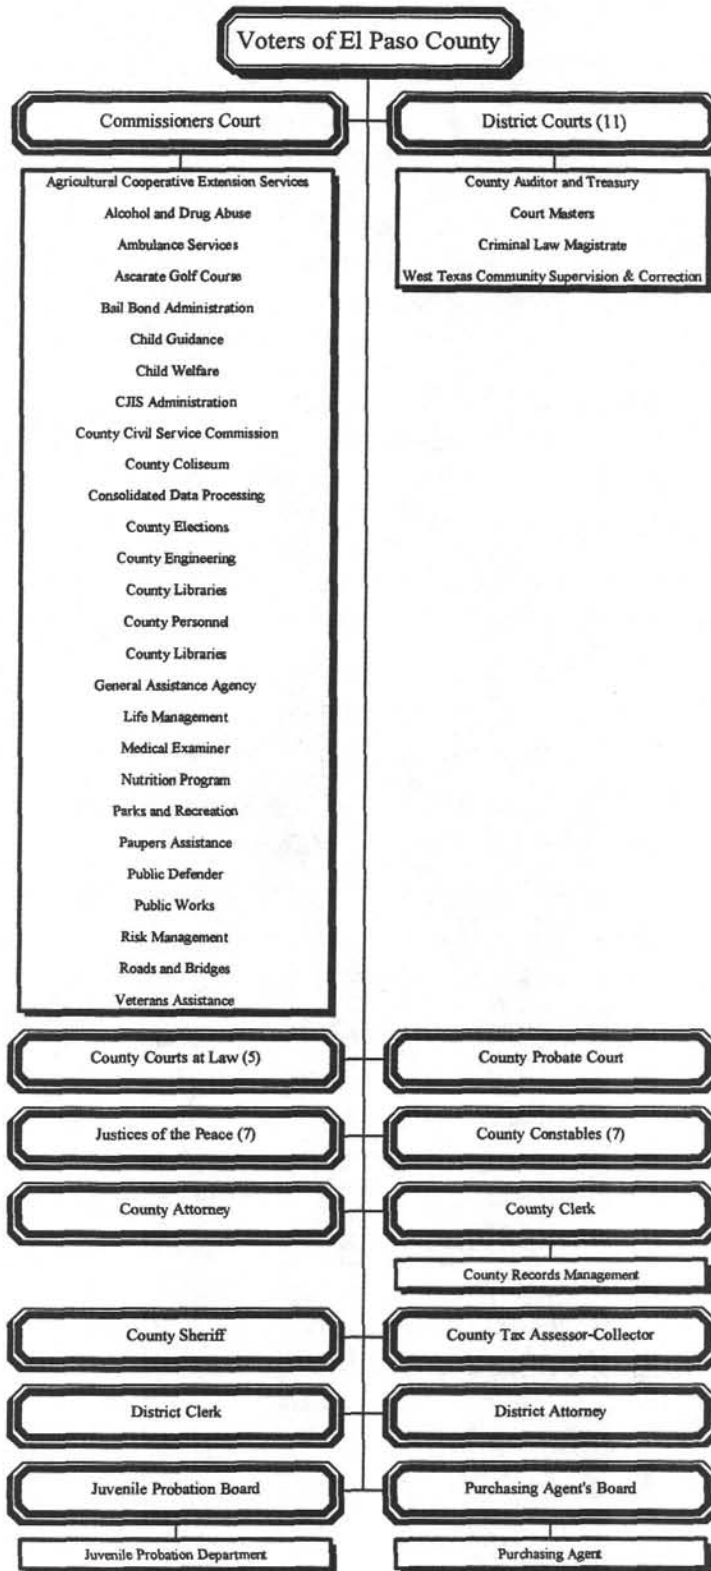 Voters of El Paso County
Commissioners Court
District Courts (11)
Agricultural Cooperative Extension Services
Alcohol and Drug Abuse
Ambulance Services
Ascarate Golf Course
Bail Bond Administration
Child Guidance
Child Welfare
CJIS Administration
County Civil Service Commission
County Coliseum
Consolidated Data Processing
County Elections
County Engineering
County Libraries
County Personnel
County Libraries
General Assistance Agency
Life Management
Medical Examiner
Nutrition Program
Parks and Recreation
Paupers Assistance
Public Defender
Public Works
Risk Management
Roads and Bridges
Veterans Assistance
County Auditor and Treasury
Court Masters
Criminal Law Magistrate
West Texas Community Supervision & Correction
County Courts at Law (5)
County Probate Court
Justices of the Peace (7)
County Constables (7)
County Attorney
County Clerk
County Records Management
County Sheriff
County Tax Assessor-Collector
District Clerk
District Attorney
Juvenile Probation Board
Purchasing Agent's Board
Juvenile Probation Department
Purchasing Agent